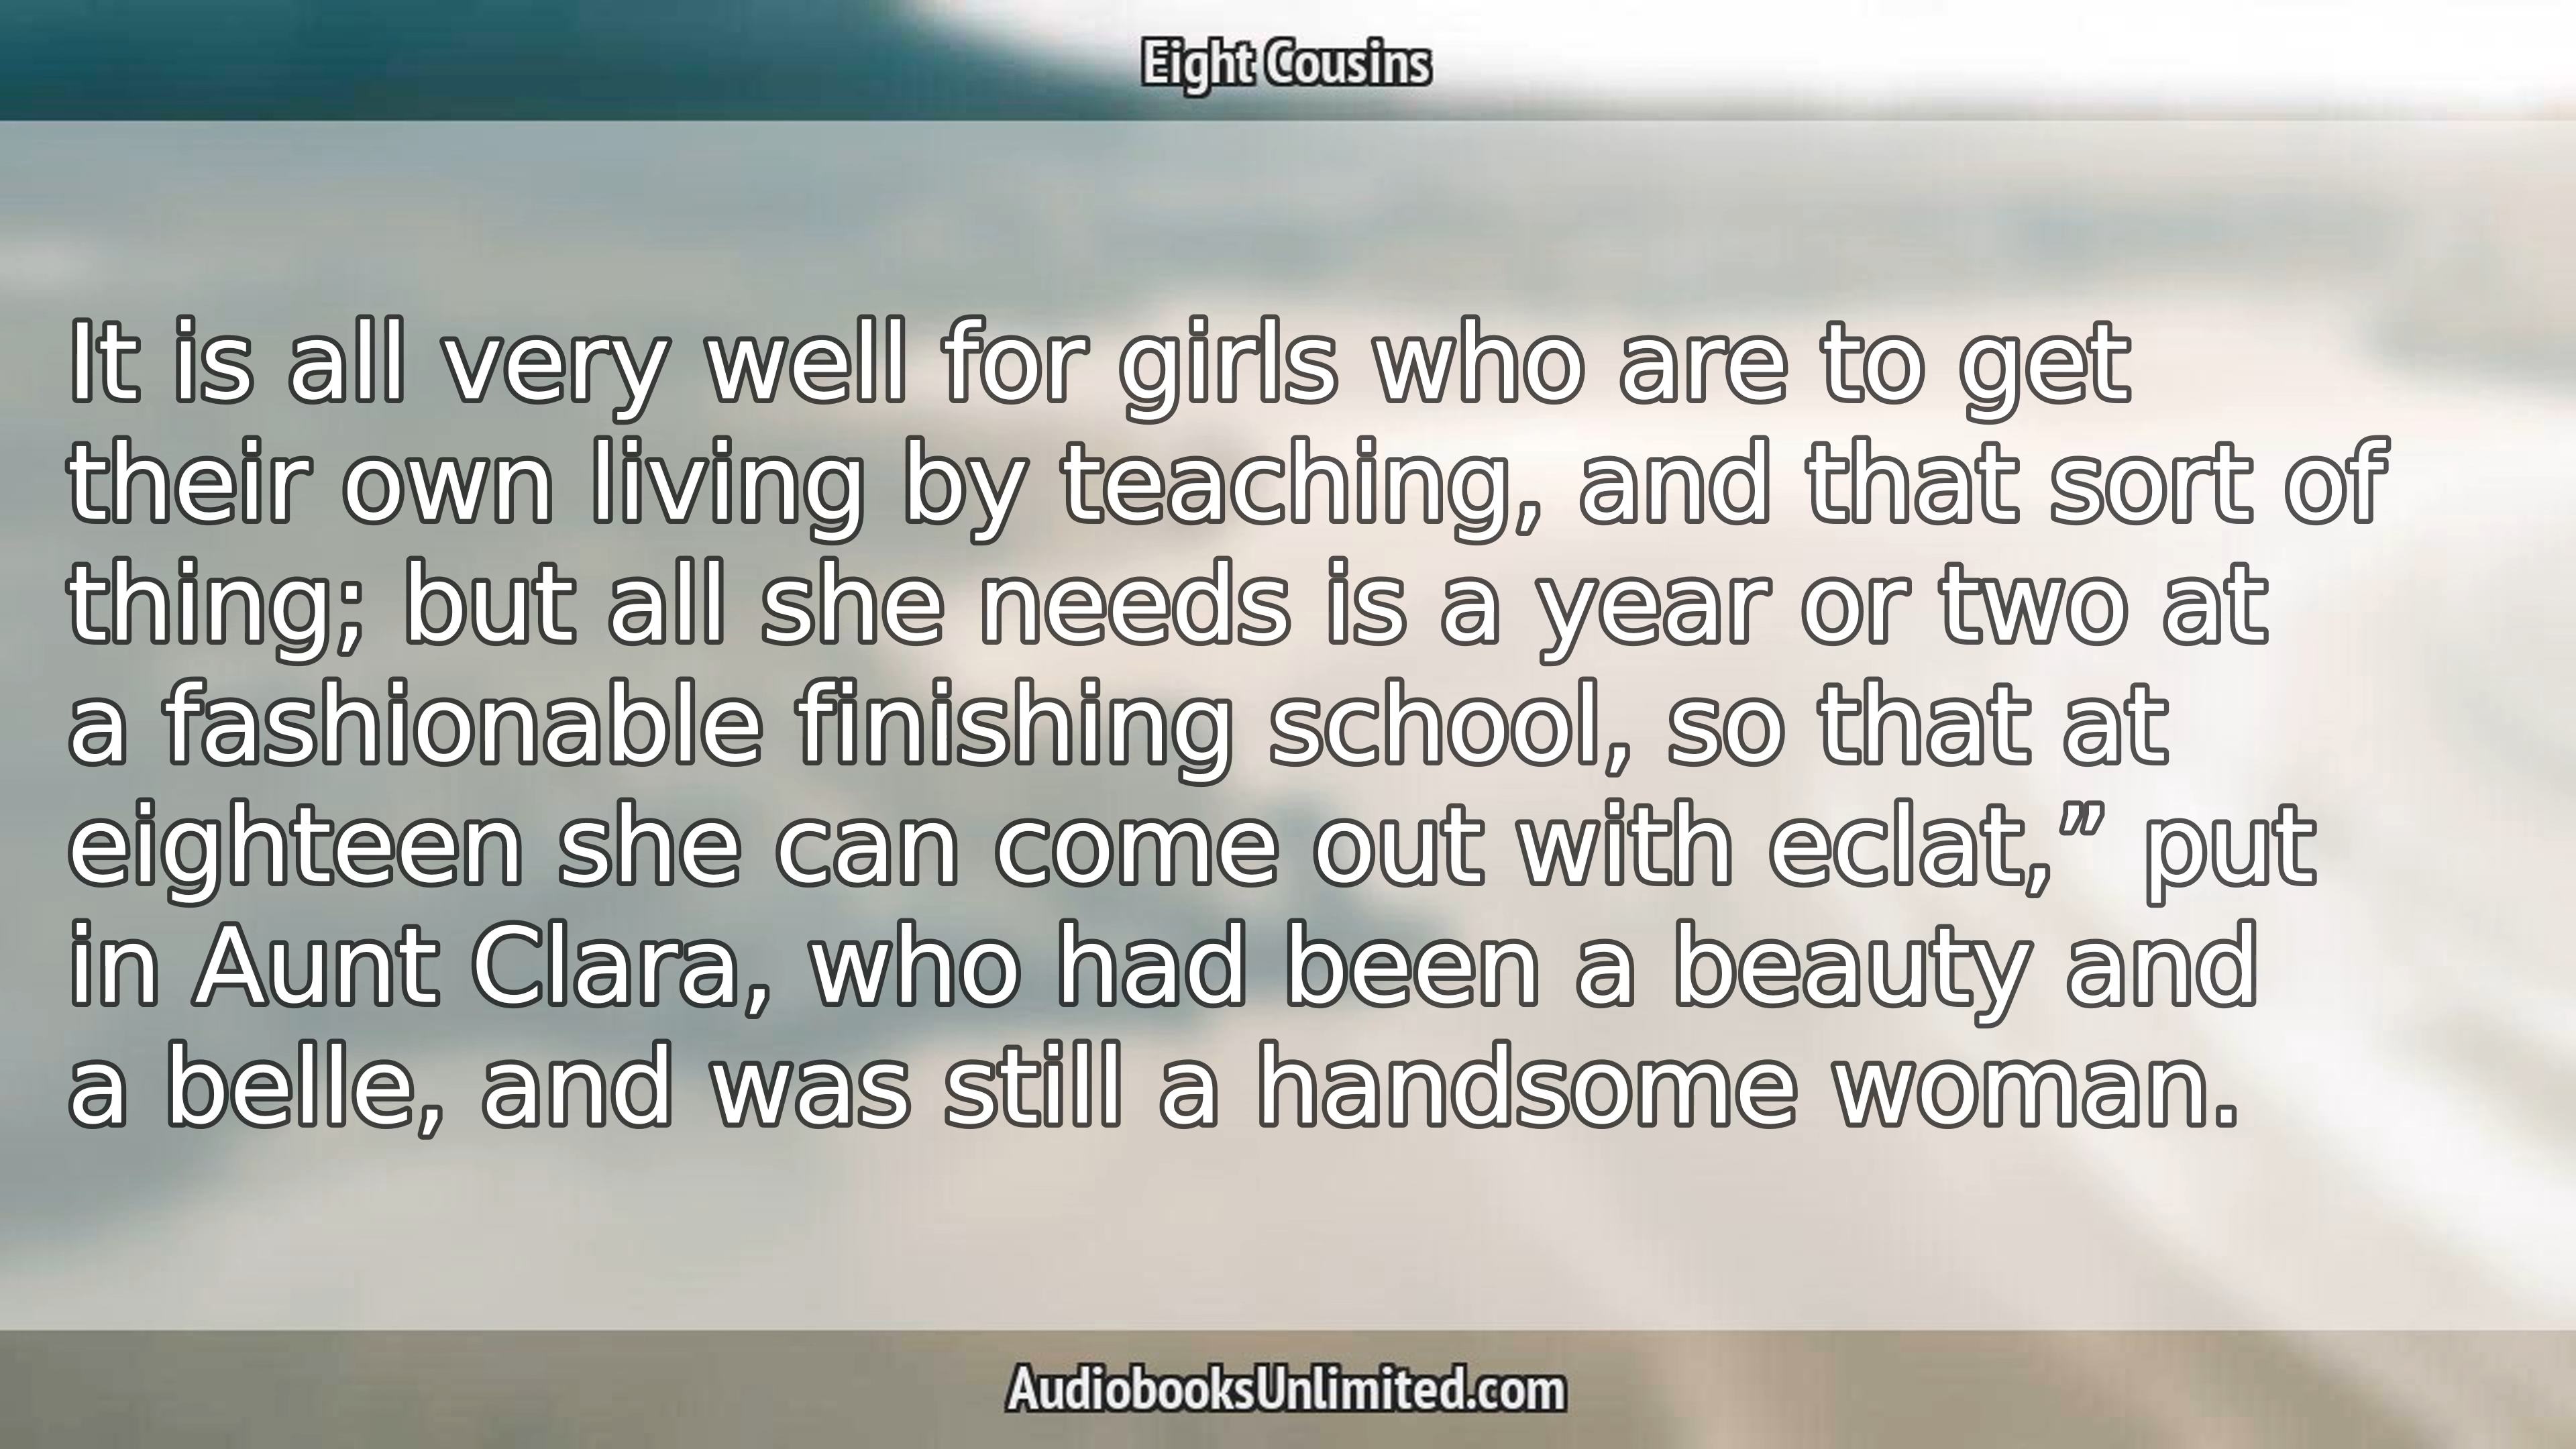 Eight Cousins
It is all very well for girls who are to get
their own living by teaching, and that sort of
thing; but all she needs is a year or two at
a fashionable finishing school, so that at
eighteen she can come out with eclat,” put
in Aunt Clara, who had been a beauty and
a belle, and was still a handsome woman.
AudiobooksUnlimited.com